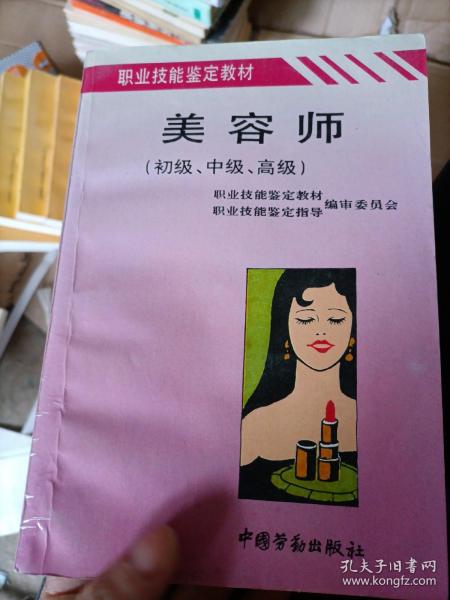 职业技能鉴定教材
美容师
(初级、中级、高级)
职业技能鉴定教材
职业技能鉴定指导
编审委员会
中國劳動出版社
孔夫子旧书网
www.kongfz.com